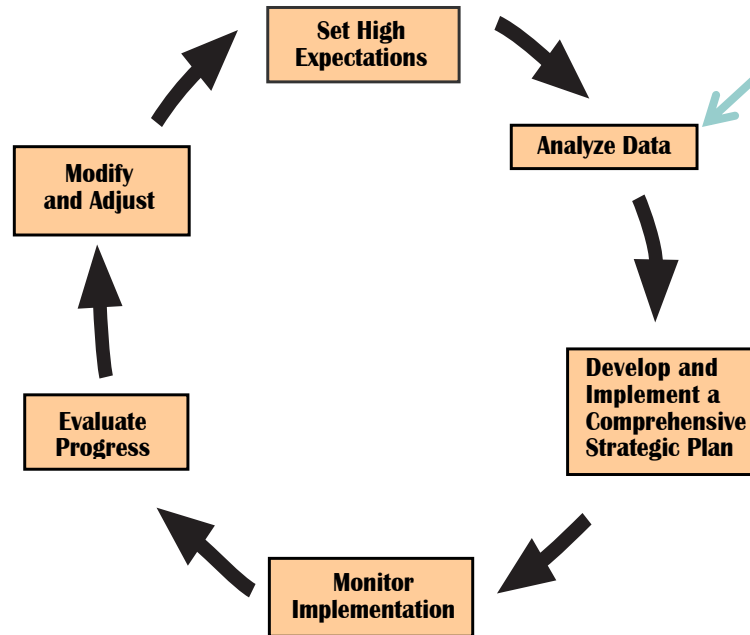 Set High
Expectations
Analyze Data
Develop and
Implement a
Comprehensive
Strategic Plan
Monitor
Implementation
Evaluate
Progress
Modify
and Adjust